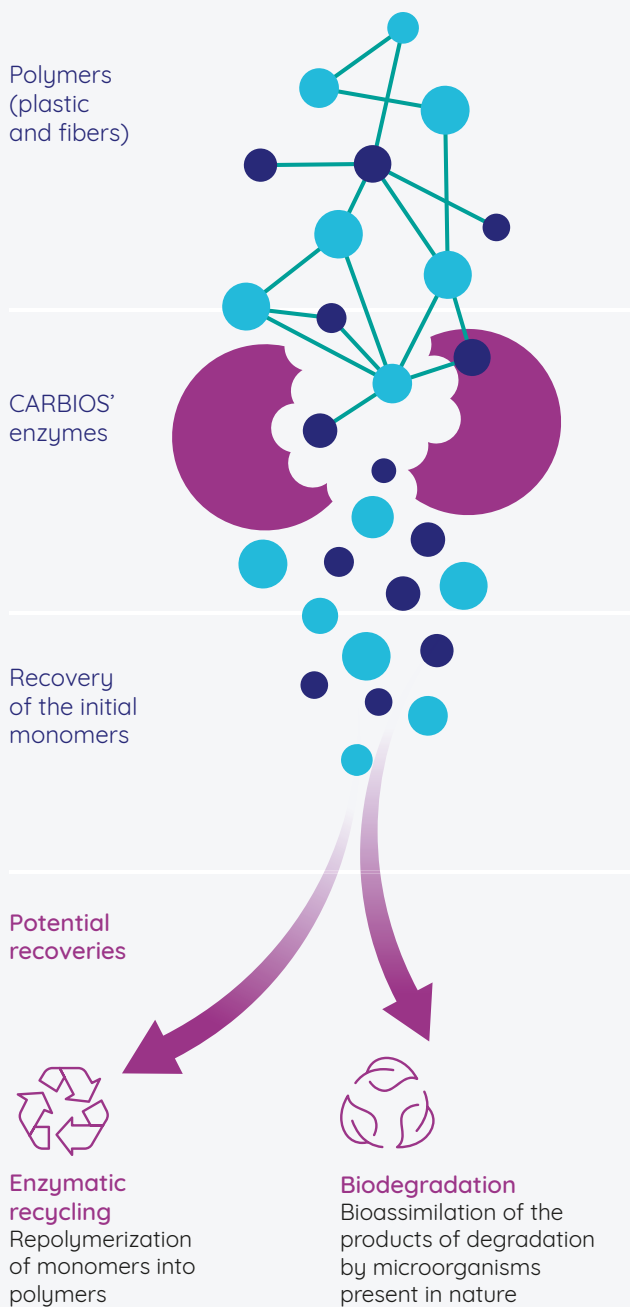 Polymers
(plastic
and fibers)
CARBIOS’
enzymes
Recovery
of the initial
monomers
Potential
recoveries
Enzymatic
recycling
Repolymerization
of monomers into
polymers
Biodegradation
Bioassimilation of the
products of degradation
by microorganisms
present in nature